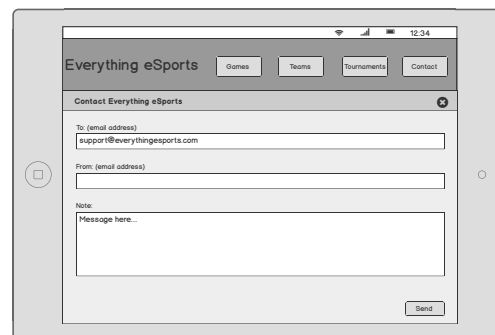 12:34
Everything eSports Games Teams Tournaments Contact
Contact Everything eSports
To: (email address)
support@everythingesports.com
From: (email address)
Note:
Message here...
Send